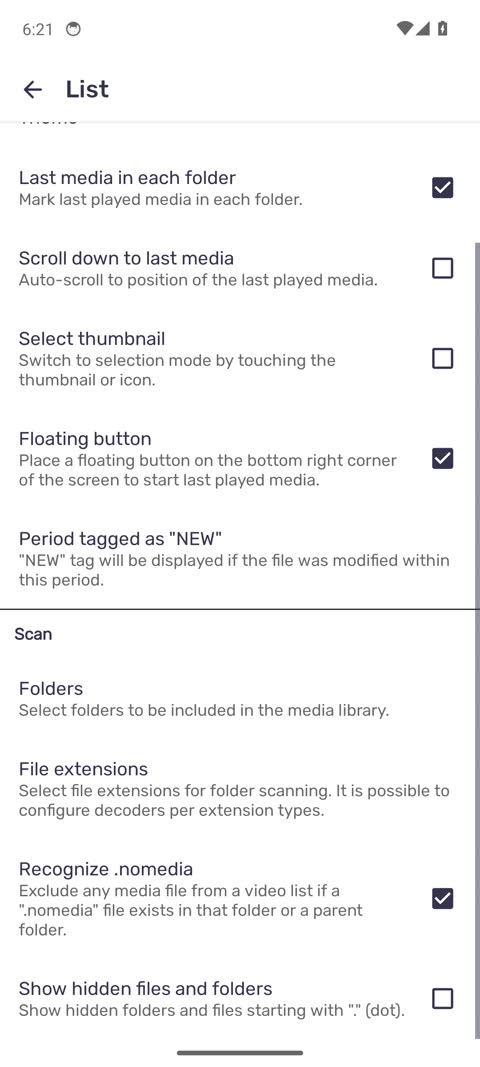 6:21
List
Last media in each folder
Mark last played media in each folder.
Scroll down to last media
Auto-scroll to position of the last played media.
Select thumbnail
Switch to selection mode by touching the
thumbnail or icon.
Floating button
Place a floating button on the bottom right corner
of the screen to start last played media.
Period tagged as "NEW"
"NEW" tag will be displayed if the file was modified within
this period.
Scan
Folders
Select folders to be included in the media library.
File extensions
Select file extensions for folder scanning. It is possible to
configure decoders per extension types.
Recognize .nomedia
Exclude any media file from a video list if a
".nomedia" file exists in that folder or a parent
folder.
Show hidden files and folders
Show hidden folders and files starting with "." (dot).